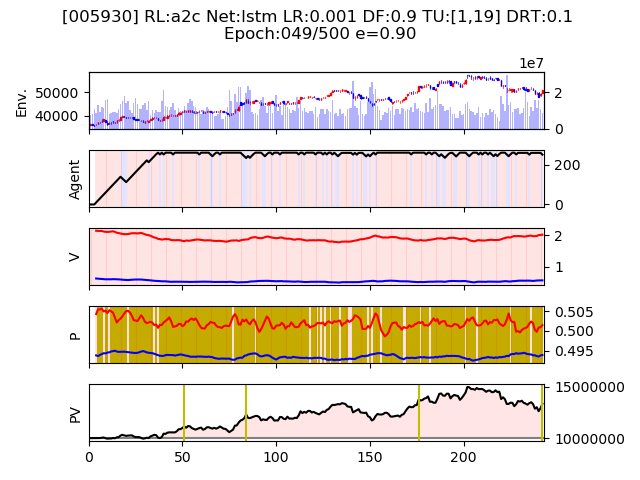 [005930] RL:a2c Net:lstm LR:0.001 DF:0.9 TU:[1,19] DRT:0.1
Epoch:049/500 e=0.90
1e7
Env.
50000
40000
2
0
Agent
200
0
V
2
1
P
0.505
0.500
0.495
PV
15000000
10000000
0 50 100 150 200